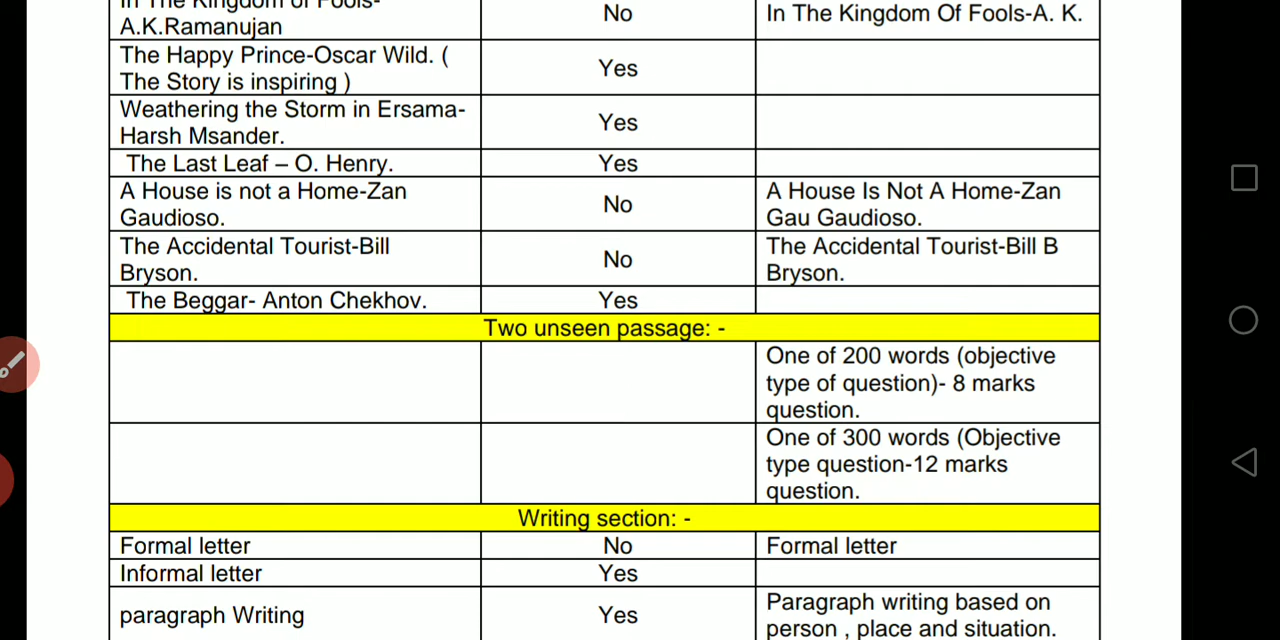 In The Kingdom of Fools-
A.K.Ramanujan
No
In The Kingdom Of Fools-A. K.
The Happy Prince-Oscar Wild. (
The Story is inspiring )
Yes
Weathering the Storm in Ersama-
Harsh Msander.
Yes
The Last Leaf – O. Henry.
Yes
A House is not a Home-Zan
Gaudioso.
No
A House Is Not A Home-Zan
Gau Gaudioso.
The Accidental Tourist-Bill
Bryson.
No
The Accidental Tourist-Bill B
Bryson.
The Beggar- Anton Chekhov.
Yes
Two unseen passage: -
One of 200 words (objective
type of question)- 8 marks
question.
One of 300 words (Objective
type question-12 marks
question.
Writing section: -
Formal letter
No
Formal letter
Informal letter
Yes
paragraph Writing
Yes
Paragraph writing based on
person , place and situation.